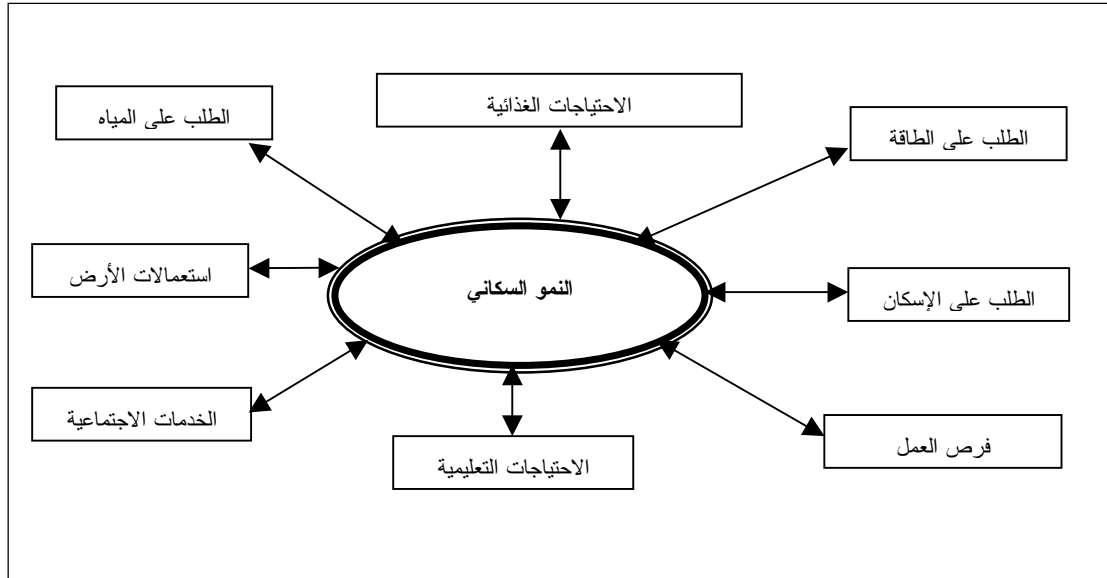 الاحتياجات الغذائية
الطلب على المياه
الطلب على الطاقة
استعمالات الأرض
النمو السكاني
الطلب على الإسكان
الخدمات الاجتماعية
الاحتياجات التعليمية
فرص العمل